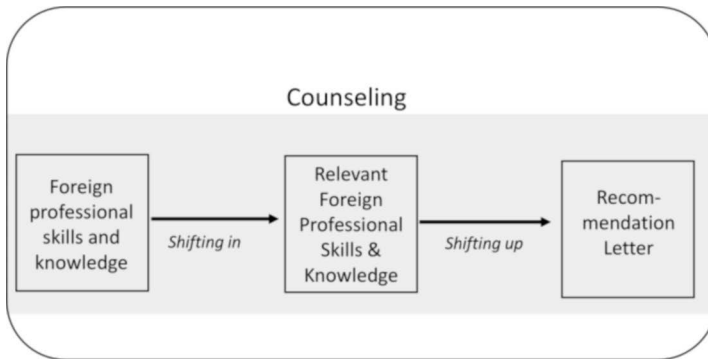 Counseling
Foreign
professional
skills and
knowledge
Shifting in
Relevant
Foreign
Professional
Skills &
Knowledge
Shifting up
Recom-
mendation
Letter